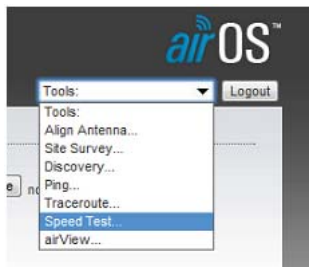 airOS™
Tools: Logout
Tools:
Align Antenna...
Site Survey...
Discovery...
Ping...
Traceroute...
Speed Test...
airView...